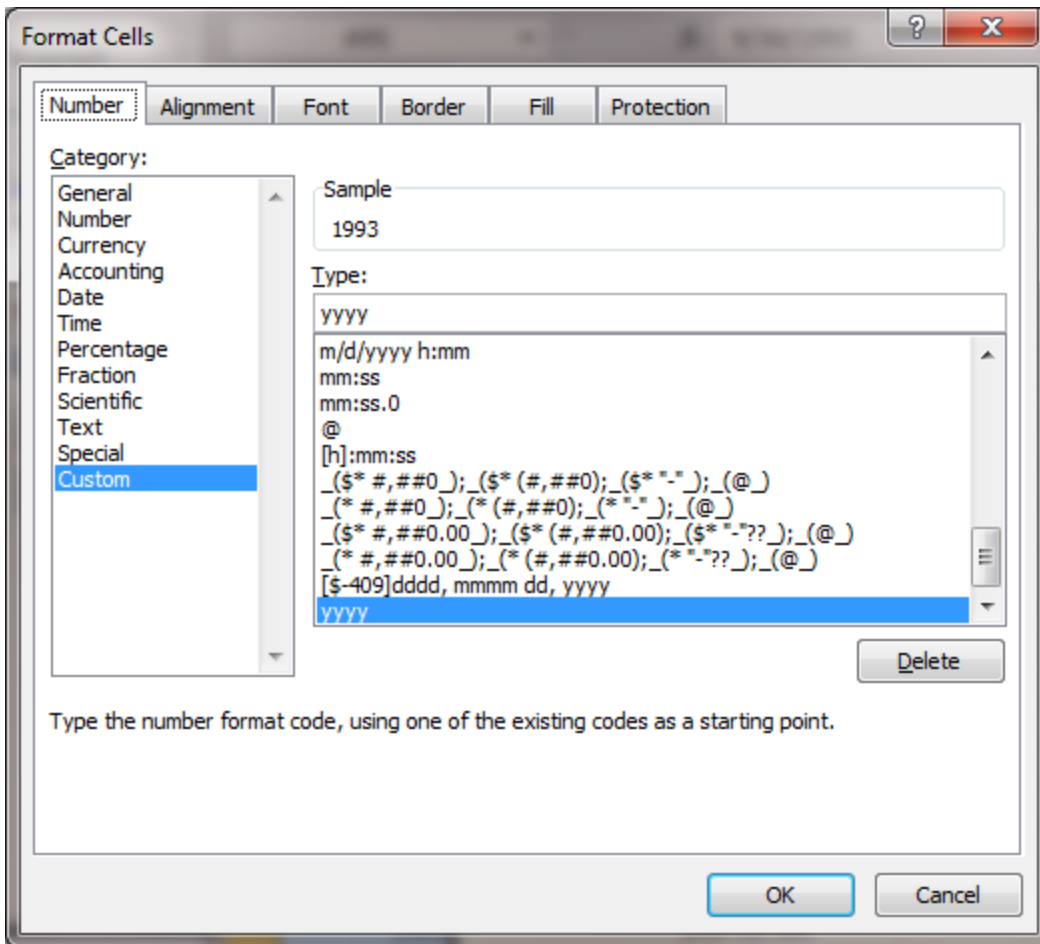 Format Cells
Number Alignment Font Border Fill Protection
Category:
General
Number
Currency
Accounting
Date
Time
Percentage
Fraction
Scientific
Text
Special
Custom
Sample
1993
Type:
yyyy
m/d/yyyy h:mm
mm:ss
mm:ss.0
@
[h]:mm:ss
_($* #,##0_);_($* (#,##0);_($* "-"_);_(@_)
_(* #,##0_);_(* (#,##0);_(* "-"_);_(@_)
_($* #,##0.00_);_($* (#,##0.00);_($* "-"??_);_(@_)
_(* #,##0.00_);_(* (#,##0.00);_(* "-"??_);_(@_)
[$-409]dddd, mmmm dd, yyyy
yyyy
Delete
Type the number format code, using one of the existing codes as a starting point.
OK Cancel